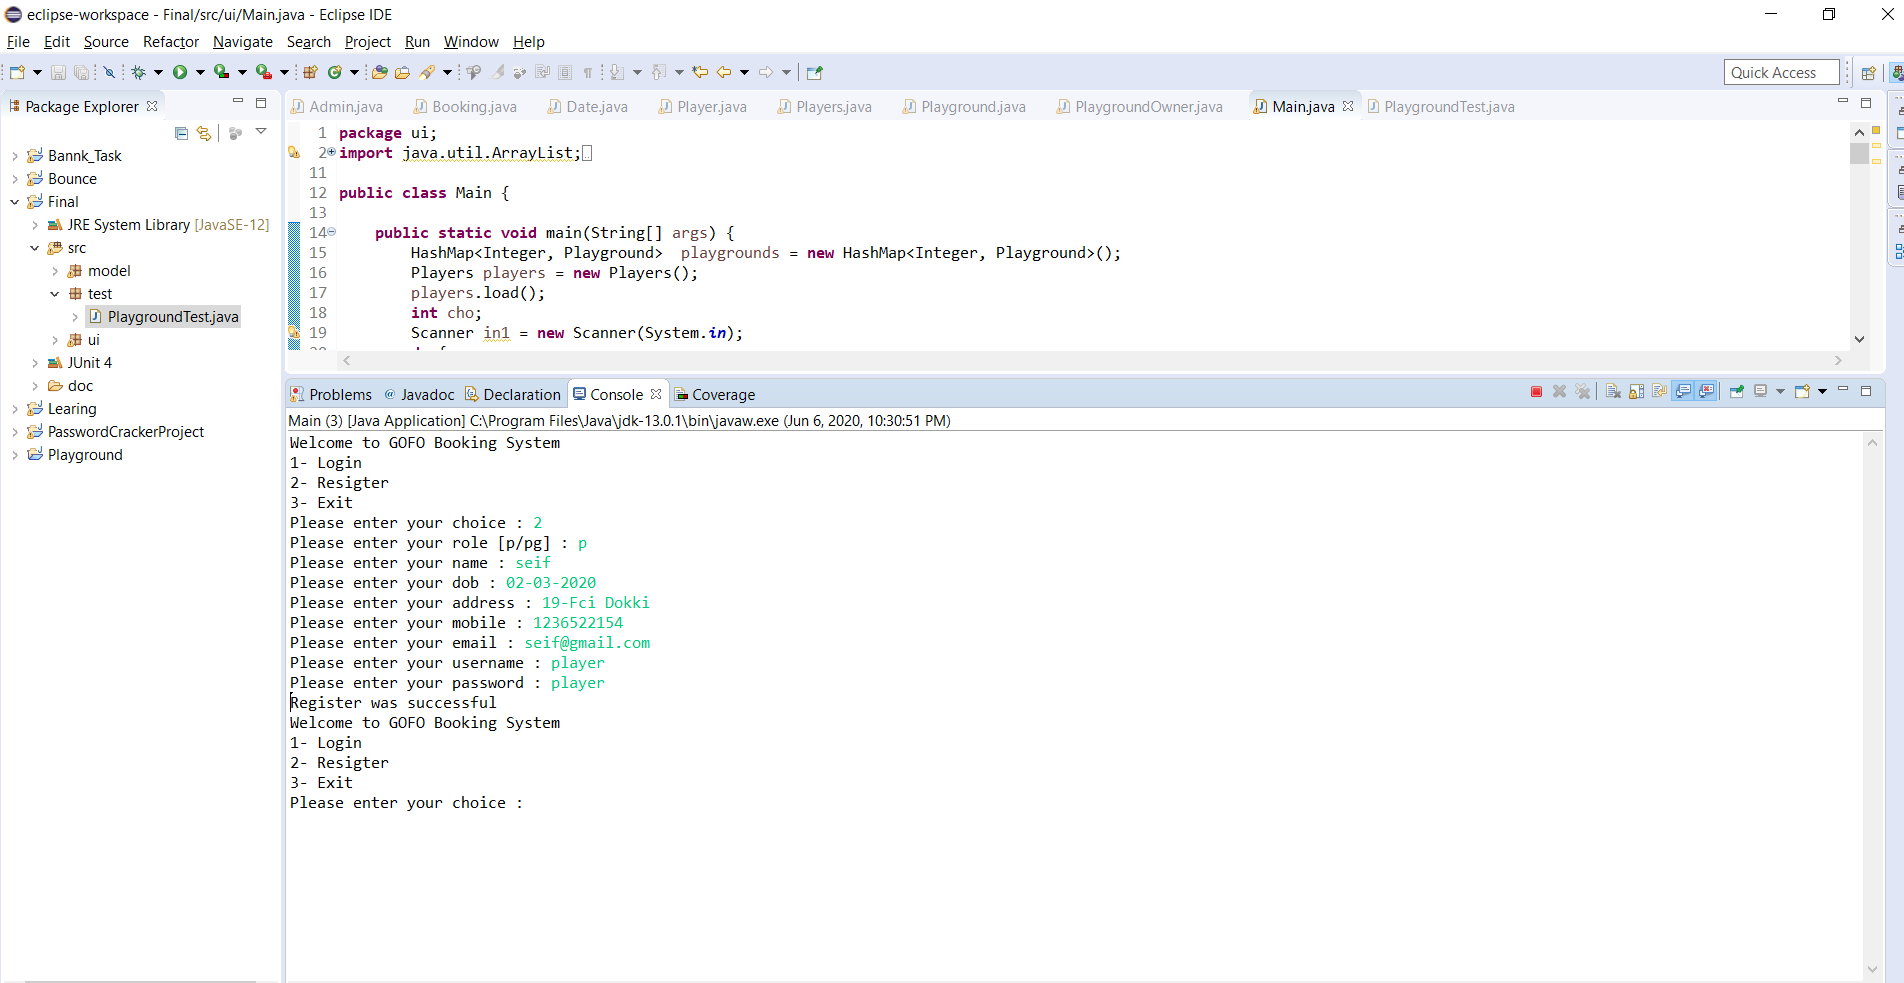 eclipse-workspace - Final/src/ui/Main.java - Eclipse IDE
File Edit Source Refactor Navigate Search Project Run Window Help
Quick Access
Package Explorer
Bannk_Task
Bounce
Final
JRE System Library [JavaSE-12]
src
model
test
PlaygroundTest.java
ui
JUnit 4
doc
Learing
PasswordCrackerProject
Playground
Admin.java Booking.java Date.java Player.java Players.java Playground.java PlaygroundOwner.java Main.java PlaygroundTest.java
1 package ui;
2 import java.util.ArrayList;
11
12 public class Main {
13
14 public static void main(String[] args) {
15 HashMap<Integer, Playground> playgrounds = new HashMap<Integer, Playground>();
16 Players players = new Players();
17 players.load();
18 int cho;
19 Scanner in1 = new Scanner(System.in);
Problems Javadoc Declaration Console Coverage
Main (3) [Java Application] C:\Program Files\Java\jdk-13.0.1\bin\javaw.exe (Jun 6, 2020, 10:30:51 PM)
Welcome to GOFO Booking System
1- Login
2- Resigter
3- Exit
Please enter your choice : 2
Please enter your role [p/pg] : p
Please enter your name : seif
Please enter your dob : 02-03-2020
Please enter your address : 19-Fci Dokki
Please enter your mobile : 1236522154
Please enter your email : seif@gmail.com
Please enter your username : player
Please enter your password : player
Register was successful
Welcome to GOFO Booking System
1- Login
2- Resigter
3- Exit
Please enter your choice :